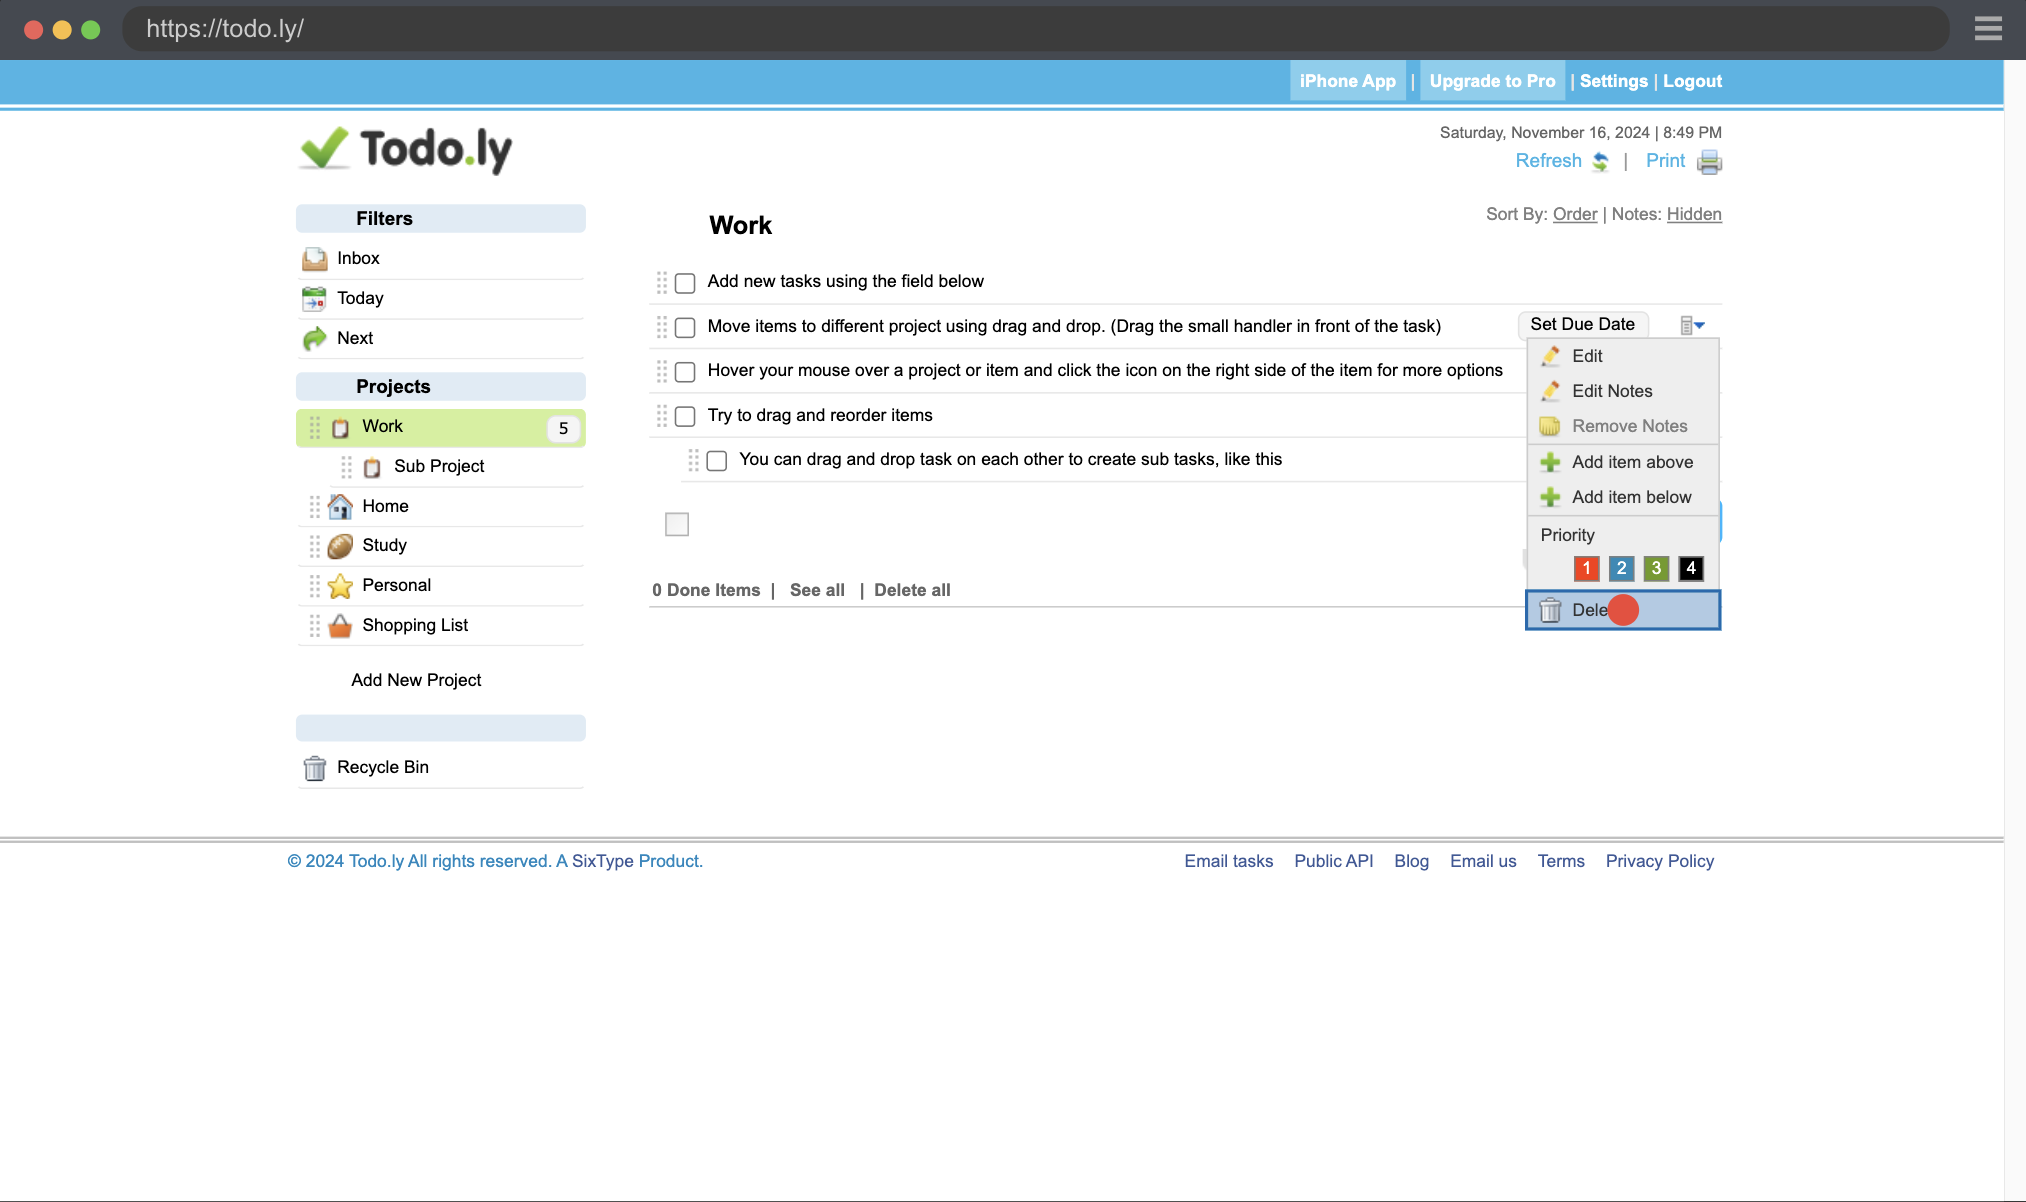 https://todo.ly/
iPhone App | Upgrade to Pro | Settings | Logout
Todo.ly
Saturday, November 16, 2024 | 8:49 PM
Refresh | Print
Filters
Inbox
Today
Next
Projects
Work 5
Sub Project
Home
Study
Personal
Shopping List
Add New Project
Recycle Bin
Work
Sort By: Order | Notes: Hidden
Add new tasks using the field below
Move items to different project using drag and drop. (Drag the small handler in front of the task)
Set Due Date
Hover your mouse over a project or item and click the icon on the right side of the item for more options
Try to drag and reorder items
You can drag and drop task on each other to create sub tasks, like this
0 Done Items | See all | Delete all
Edit
Edit Notes
Remove Notes
Add item above
Add item below
Priority
1 2 3 4
Dele
© 2024 Todo.ly All rights reserved. A SixType Product.
Email tasks Public API Blog Email us Terms Privacy Policy